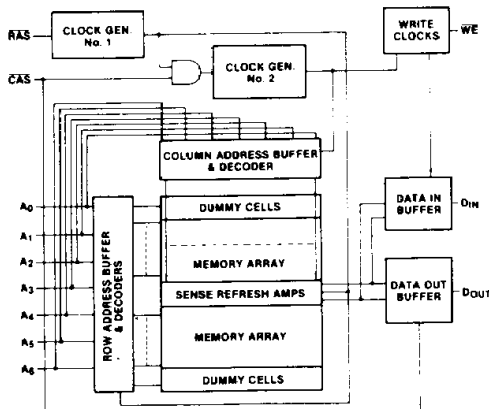 RAS
CLOCK GEN.
No. 1
CAS
CLOCK GEN.
No. 2
WRITE
CLOCKS
WE
COLUMN ADDRESS BUFFER
& DECODER
A0
A1
A2
A3
A4
A5
A6
ROW ADDRESS BUFFER
& DECODERS
DUMMY CELLS
MEMORY ARRAY
SENSE REFRESH AMPS
MEMORY ARRAY
DUMMY CELLS
DATA IN
BUFFER
DIN
DATA OUT
BUFFER
DOUT